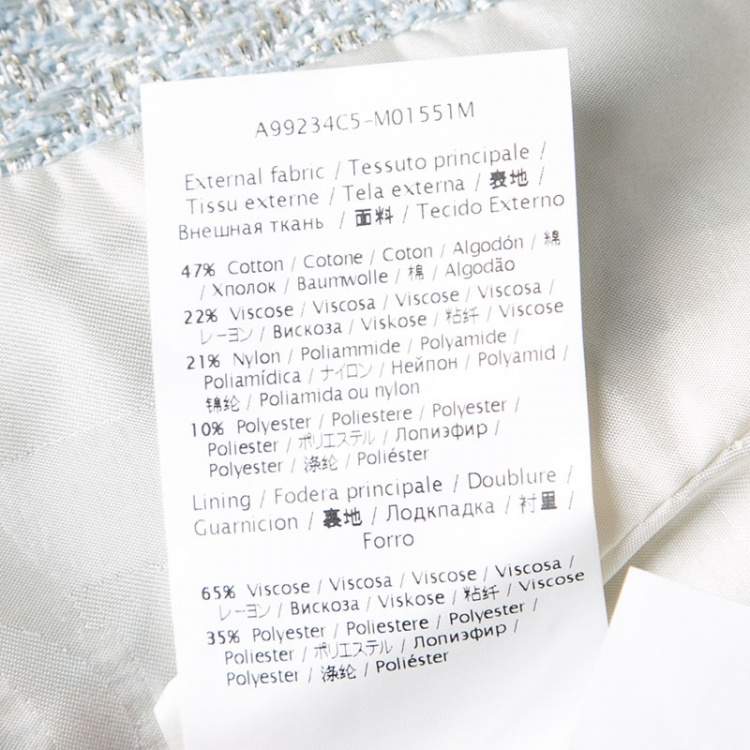 A99234C5-M01551M
External fabric / Tessuto principale /
Tissu externe / Tela externa / 表地 /
Внешная ткань / 面料 / Tecido Externo
47% Cotton / Cotone / Coton / Algodón / 綿
/ Хполок / Baumwolle / 棉 / Algodão
22% Viscose / Viscosa / Viscose / Viscosa /
レーヨン / Вискоза / Viskose / 粘纤 / Viscose
21% Nylon / Poliammide / Polyamide /
Poliamídica / ナイロン / Нейпон / Polyamid /
锦纶 / Poliamida ou nylon
10% Polyester / Poliestere / Polyester /
Poliester / ポリエステル / Лопиэфир /
Polyester / 涤纶 / Poliéster
Lining / Fodera principale / Doublure /
Guarnicion / 裏地 / Лодкпадка / 衬里 /
Forro
65% Viscose / Viscosa / Viscose / Viscosa /
レーヨン / Вискоза / Viskose / 粘纤 / Viscose
35% Polyester / Poliestere / Polyester /
Poliester / ポリエステル / Лопиэфир /
Polyester / 涤纶 / Poliéster